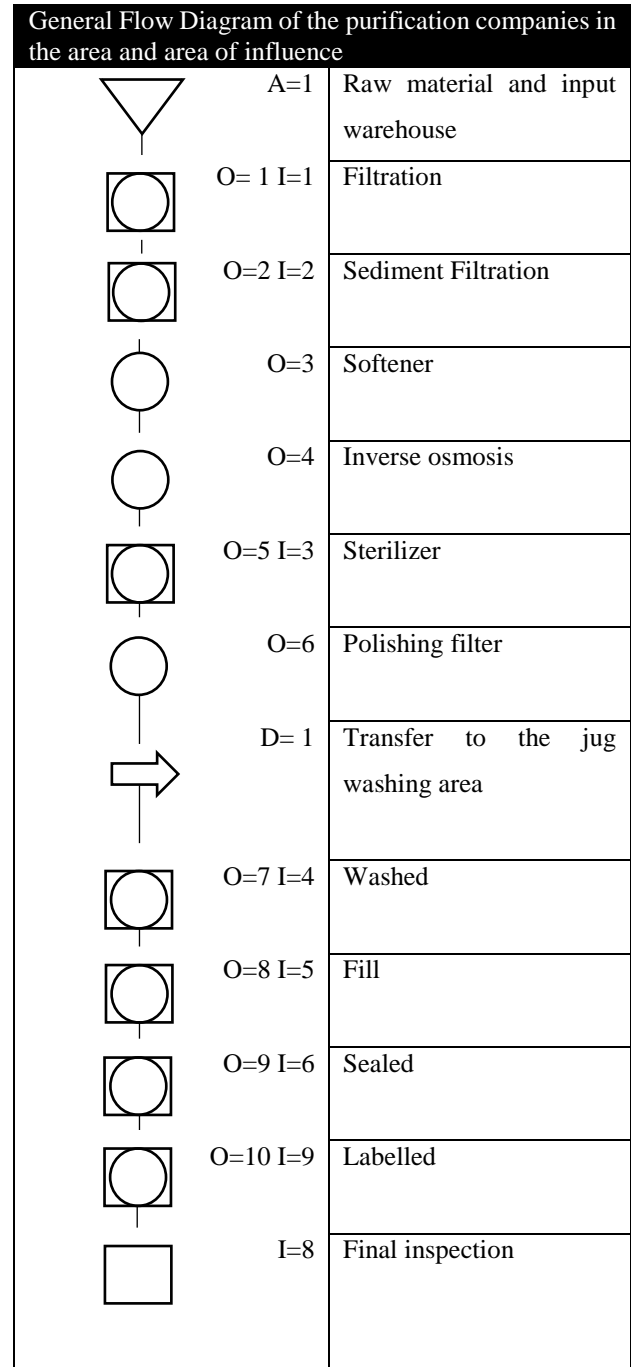 General Flow Diagram of the purification companies in
the area and area of influence
A=1 Raw material and input
warehouse
O= 1 I=1 Filtration
O=2 I=2 Sediment Filtration
O=3 Softener
O=4 Inverse osmosis
O=5 I=3 Sterilizer
O=6 Polishing filter
D= 1 Transfer to the jug
washing area
O=7 I=4 Washed
O=8 I=5 Fill
O=9 I=6 Sealed
O=10 I=9 Labelled
I=8 Final inspection